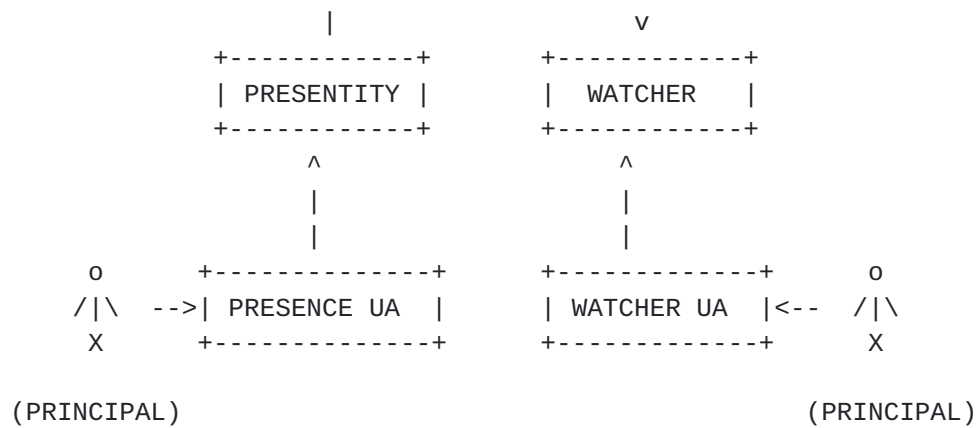 PRESENTITY WATCHER
PRESENCE UA WATCHER UA
(PRINCIPAL) (PRINCIPAL)